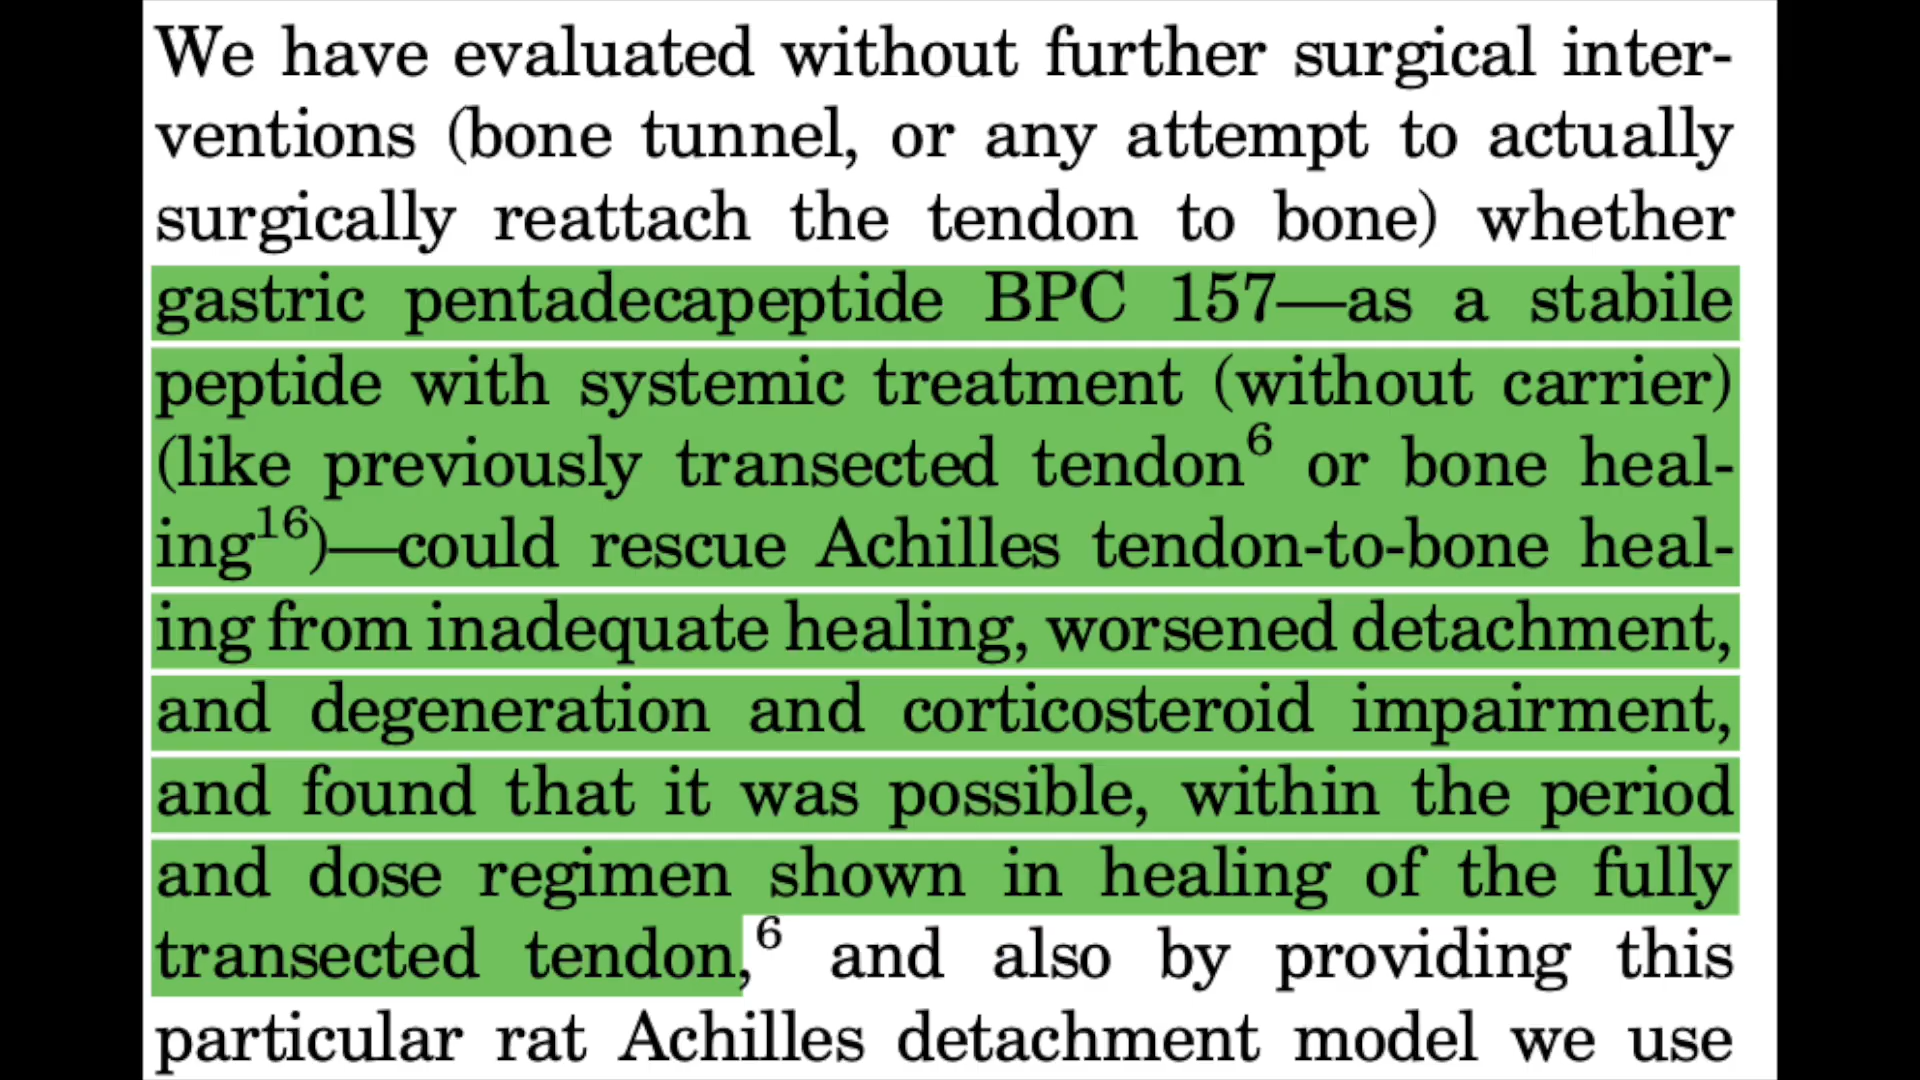 We have evaluated without further surgical inter-
ventions (bone tunnel, or any attempt to actually
surgically reattach the tendon to bone) whether
gastric pentadecapeptide BPC 157—as a stabile
peptide with systemic treatment (without carrier)
(like previously transected tendon⁶ or bone heal-
ing¹⁶)—could rescue Achilles tendon-to-bone heal-
ing from inadequate healing, worsened detachment,
and degeneration and corticosteroid impairment,
and found that it was possible, within the period
and dose regimen shown in healing of the fully
transected tendon,⁶ and also by providing this
particular rat Achilles detachment model we use